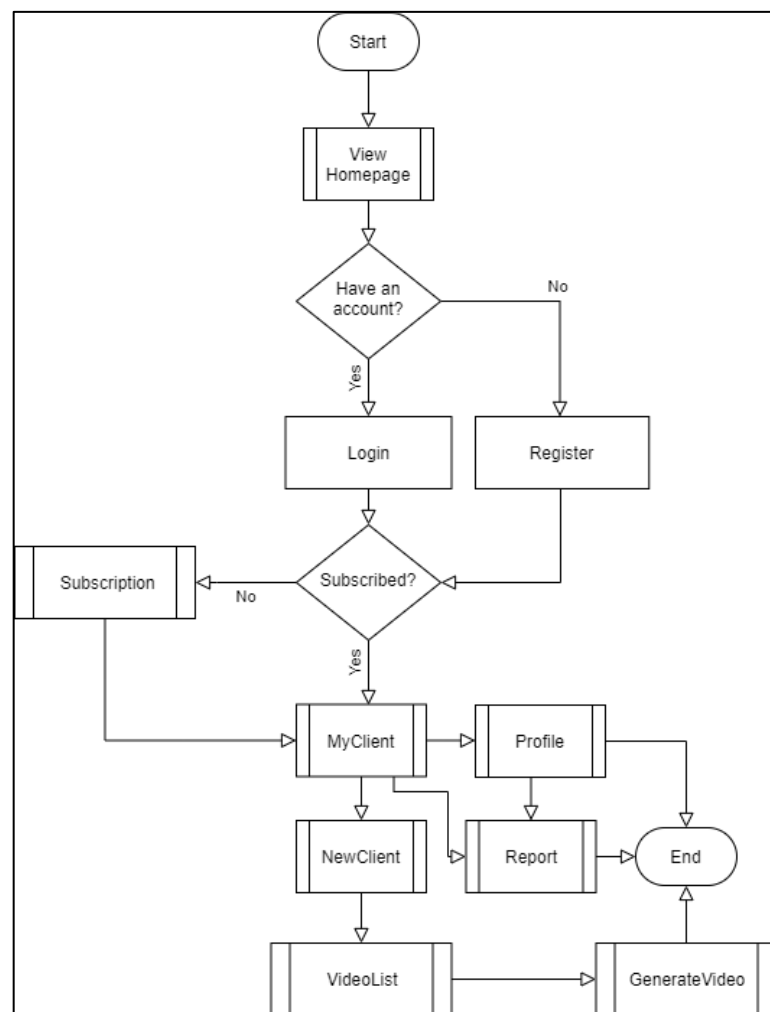 Start
View
Homepage
Have an
account?
No
Yes
Login
Register
Subscription
Subscribed?
No
Yes
MyClient
Profile
NewClient
Report
End
VideoList
GenerateVideo